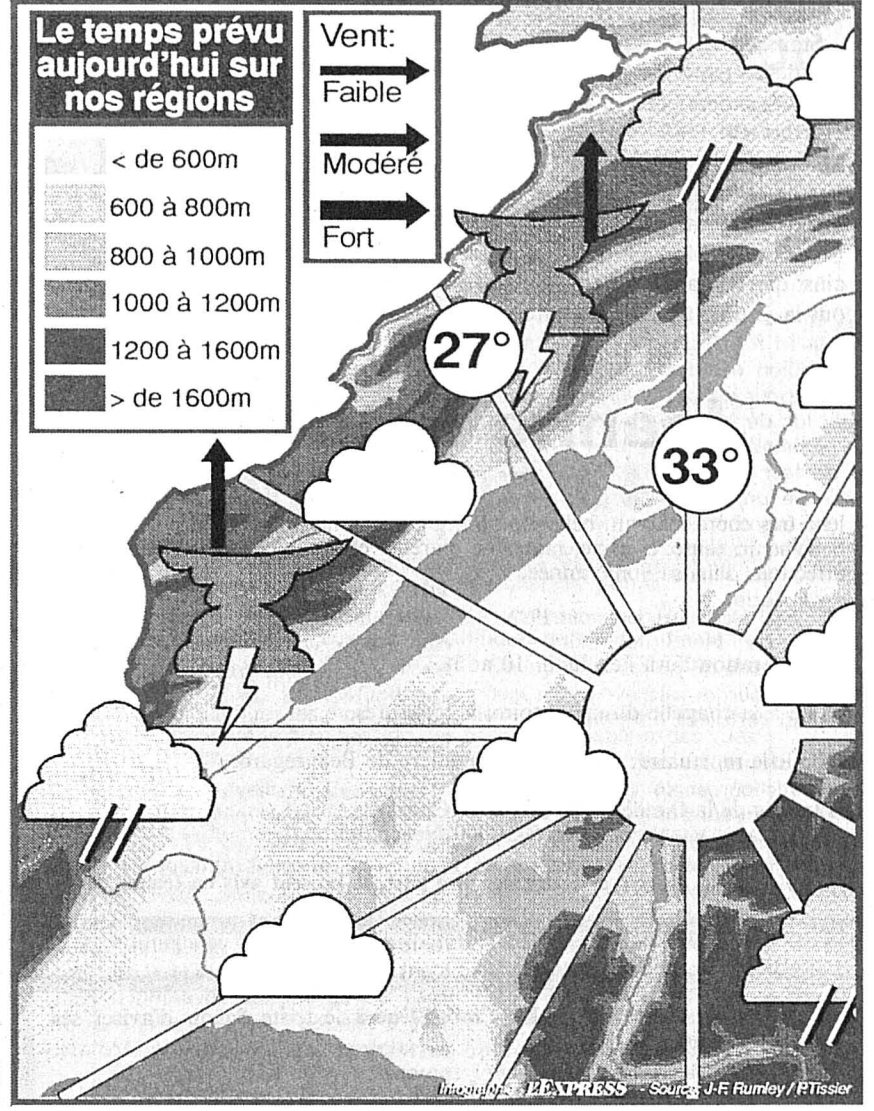 Le temps prévu
aujourd'hui sur
nos régions
< de 600m
600 à 800m
800 à 1000m
1000 à 1200m
1200 à 1600m
> de 1600m
Vent:
Faible
Modéré
Fort
27°
33°
Infographie L'EXPRESS - Source: J-F. Rumley / P.Tissier